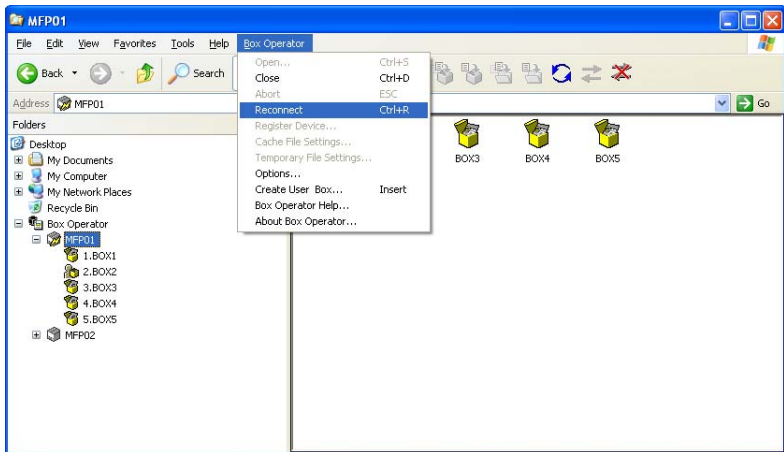 MFP01
File Edit View Favorites Tools Help Box Operator
Back Search
Address MFP01 Go
Folders
Open... Ctrl+S
Close Ctrl+D
Abort ESC
Reconnect Ctrl+R
Register Device...
Cache File Settings...
Temporary File Settings...
Options...
Create User Box... Insert
Box Operator Help...
About Box Operator...
Desktop
My Documents
My Computer
My Network Places
Recycle Bin
Box Operator
MFP01
1.BOX1
2.BOX2
3.BOX3
4.BOX4
5.BOX5
MFP02
BOX3 BOX4 BOX5